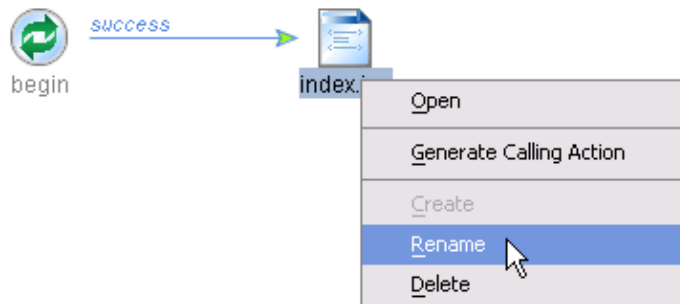 success
begin
index.
Open
Generate Calling Action
Create
Rename
Delete